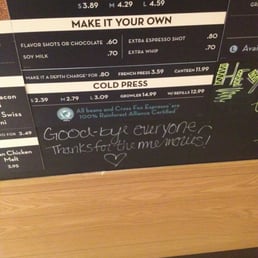 3.89 M 4.29 L 4.59
MAKE IT YOUR OWN
FLAVOR SHOTS OR CHOCOLATE .60
EXTRA ESPRESSO SHOT .80
SOY MILK .70
EXTRA WHIP .70
MAKE IT A DEPTH CHARGE FOR .80 FRENCH PRESS 3.59 CANTEEN 11.99
COLD PRESS
S 2.39 M 2.79 L 3.09 GROWLER 14.99 W/ REFILLS 12.99
acon
Swiss
ni
3.49
n Chicken
Melt
3.95
All beans and Cross Fox Espresso are
100% Rainforest Alliance Certified
Good-bye everyone
Thanks for the memories!
Avail